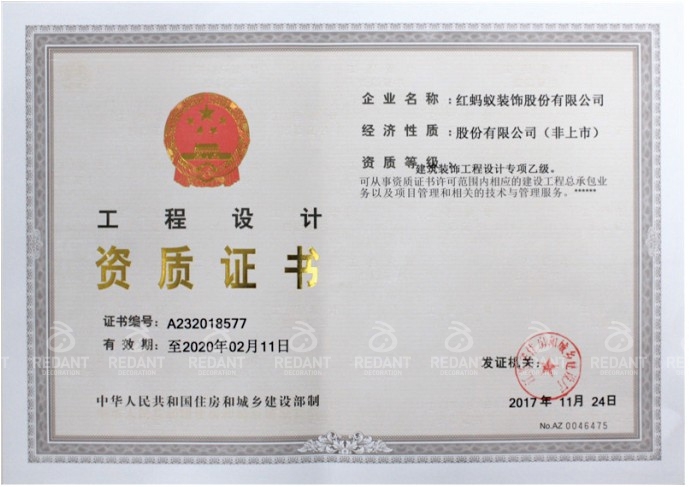 企业名称：红蚂蚁装饰股份有限公司
经济性质：股份有限公司（非上市）
资质等级：
建筑装饰工程设计专项乙级。
可从事资质证书许可范围内相应的建设工程总承包业
务以及项目管理和相关的技术与管理服务。******
工程设计
资质证书
证书编号：A232018577
有效期：至2020年02月11日
中华人民共和国住房和城乡建设部制
发证机关：
2017年 11月 24日
No.AZ 0046475
REDANT
DECORATION
REDANT
DECORATION
REDANT
DECORATION
REDANT
DECORATION
REDANT
DECORATION
REDANT
DECORATION